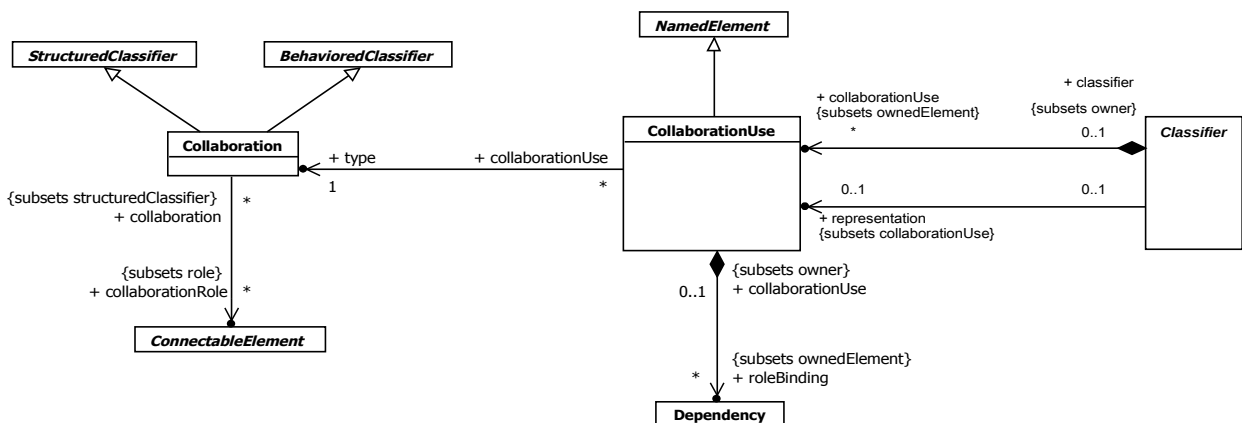 NamedElement
StructuredClassifier
BehavioredClassifier
+ classifier
+ collaborationUse
{subsets owner}
{subsets ownedElement}
CollaborationUse
Classifier
*
0..1
Collaboration
+ type
+ collaborationUse
1
*
0..1
0..1
{subsets structuredClassifier}
*
+ collaboration
+ representation
{subsets collaborationUse}
{subsets role}
+ collaborationRole
*
{subsets owner}
0..1
+ collaborationUse
ConnectableElement
{subsets ownedElement}
*
+ roleBinding
Dependency